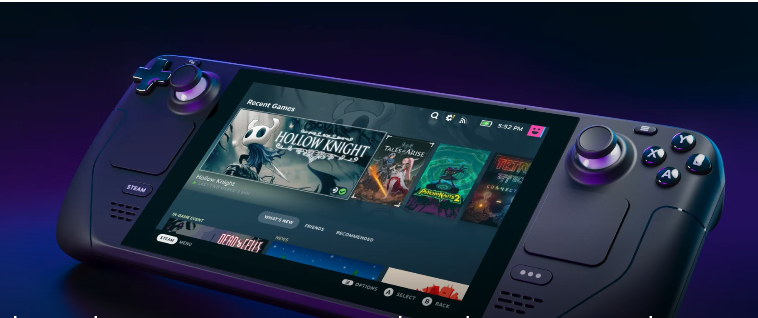 Recent Games
5:52 PM
HOLLOW KNIGHT
TALES of ARISE
PSYCHONAUTS 2
TETRIS
EFFECT
CONNECTED
Hollow Knight
WHAT'S NEW
FRIENDS
RECOMMENDED
IN GAME EVENT
NEWS
DEAD CELLS
STEAM
MENU
OPTIONS
A SELECT
B BACK
STEAM
Y
X
A